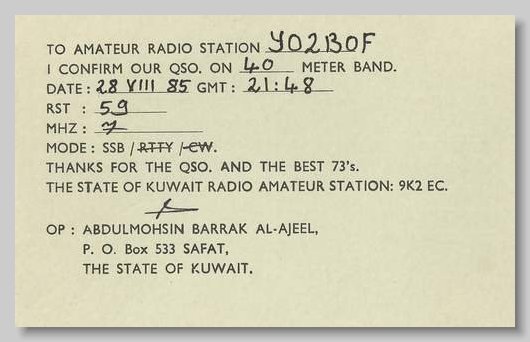 TO AMATEUR RADIO STATION YO2BOF
I CONFIRM OUR QSO. ON 40 METER BAND.
DATE: 28 VIII 85 GMT: 21:48
RST : 59
MHZ: 7
MODE: SSB / RTTY / CW.
THANKS FOR THE QSO. AND THE BEST 73's.
THE STATE OF KUWAIT RADIO AMATEUR STATION: 9K2 EC.
OP : ABDULMOHSIN BARRAK AL-AJEEL,
P. O. Box 533 SAFAT,
THE STATE OF KUWAIT.